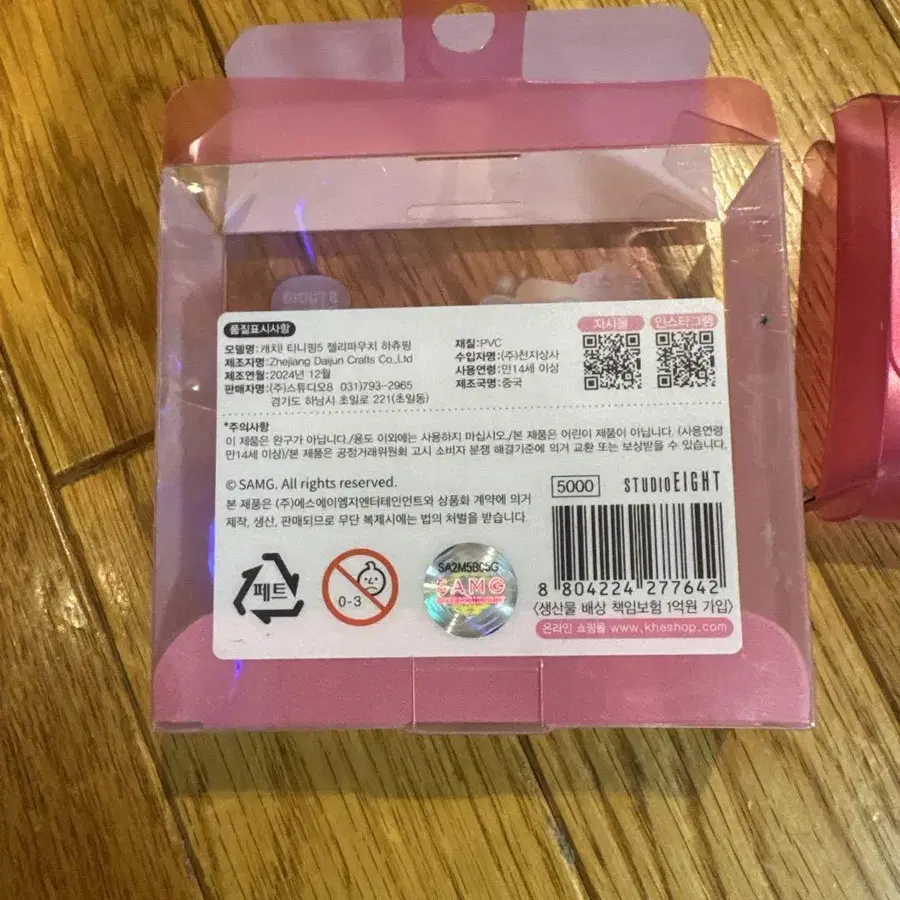 STUDIO
품질표시사항
모델명:캐치! 티니핑5 젤리파우치 하츄핑
제조자명:Zhejiang Daijun Crafts Co.,Ltd
제조연월:2024년 12월
판매자명:(주)스튜디오8 031)793-2965
경기도 하남시 초일로 221(초일동)
재질:PVC
수입자명:(주)천지상사
사용연령:만14세 이상
제조국명:중국
자사몰
인스타그램
*주의사항
이 제품은 완구가 아닙니다./용도 이외에는 사용하지 마십시오./본 제품은 어린이 제품이 아닙니다. (사용연령
만14세 이상)/본 제품은 공정거래위원회 고시 소비자 분쟁 해결기준에 의거 교환 또는 보상받을 수 있습니다.
© SAMG. All rights reserved.
본 제품은 (주)에스에이엠지엔터테인먼트와 상품화 계약에 의거
제작, 생산, 판매되므로 무단 복제시에는 법의 처벌을 받습니다.
5000
STUDIO EIGHT
페트
0-3
SA2M5B05G
SAMG
8 804224 277642
<생산물 배상 책임보험 1억원 가입>
온라인 쇼핑몰 www.kheshop.com